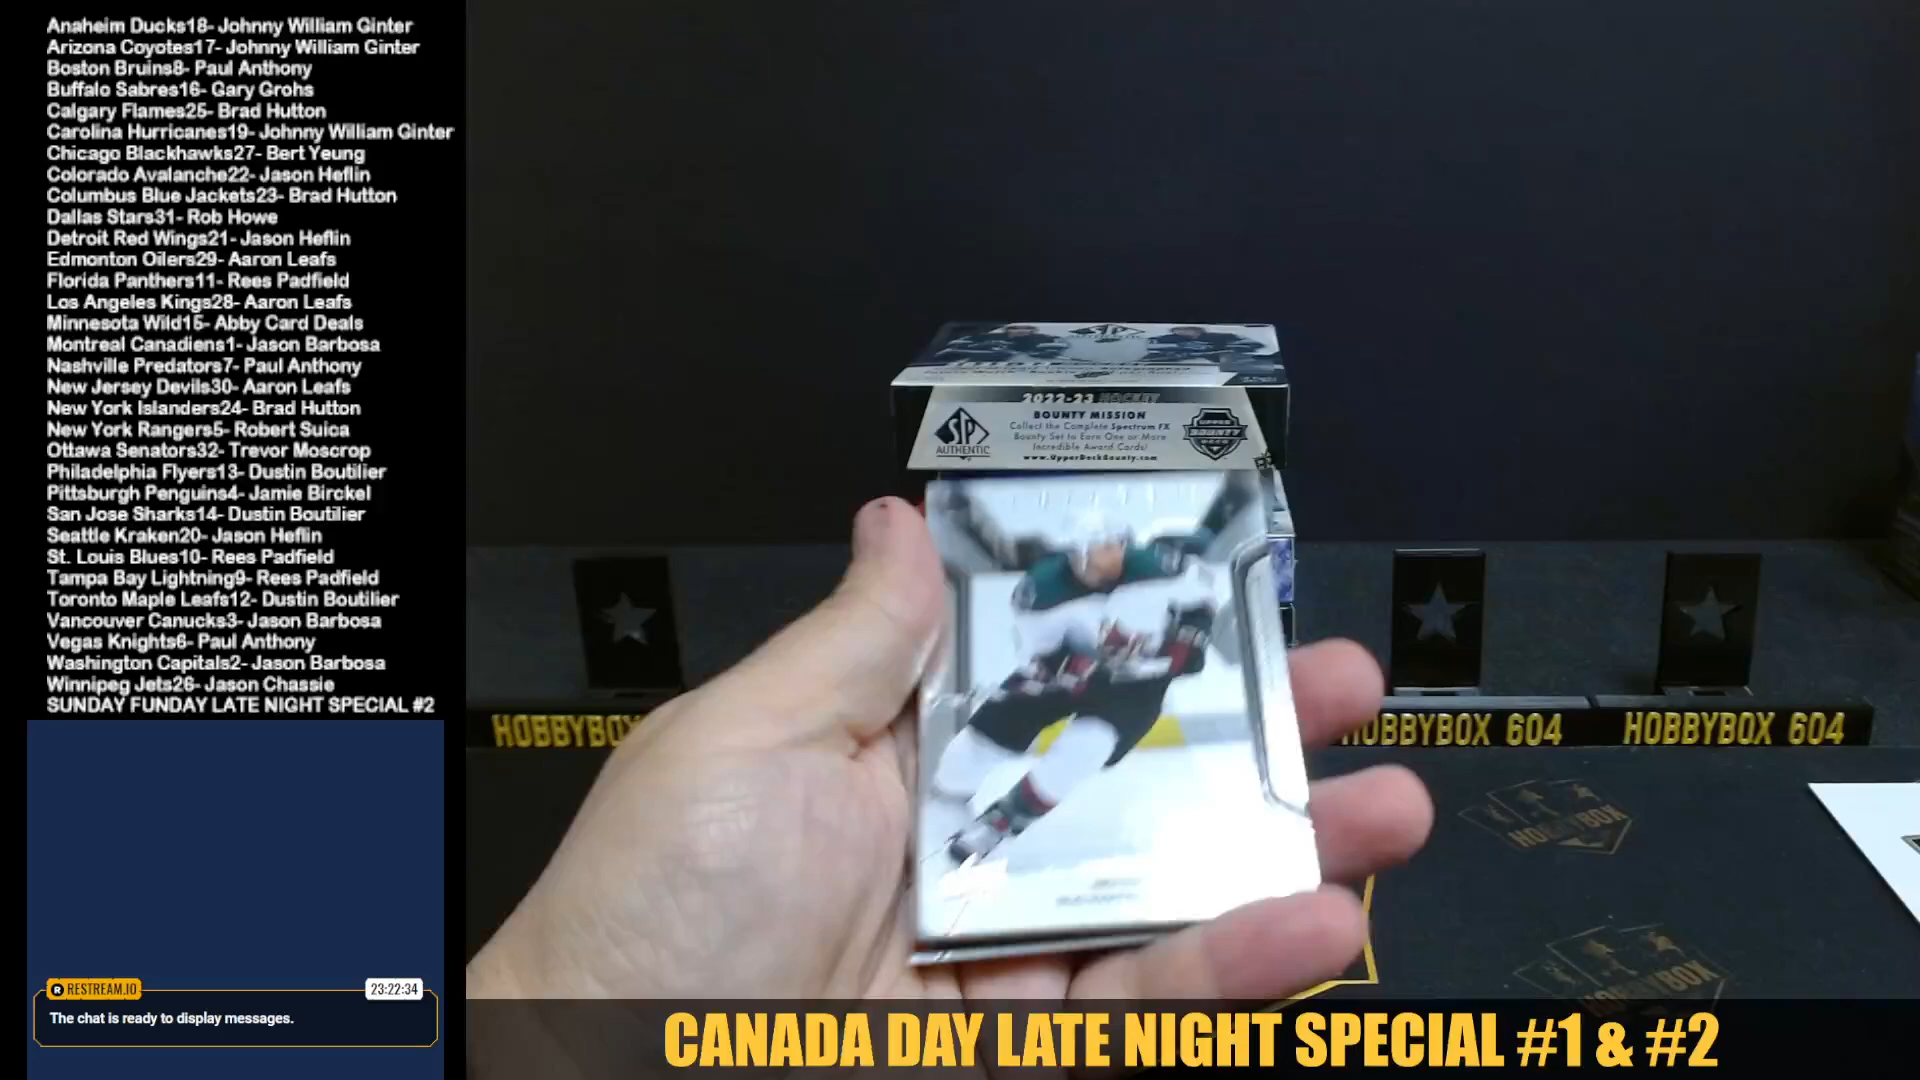 Anaheim Ducks18- Johnny William Ginter
Arizona Coyotes17- Johnny William Ginter
Boston Bruins8- Paul Anthony
Buffalo Sabres16- Gary Grohs
Calgary Flames25- Brad Hutton
Carolina Hurricanes19- Johnny William Ginter
Chicago Blackhawks27- Bert Yeung
Colorado Avalanche22- Jason Heflin
Columbus Blue Jackets23- Brad Hutton
Dallas Stars31- Rob Howe
Detroit Red Wings21- Jason Heflin
Edmonton Oilers29- Aaron Leafs
Florida Panthers11- Rees Padfield
Los Angeles Kings28- Aaron Leafs
Minnesota Wild15- Abby Card Deals
Montreal Canadiens1- Jason Barbosa
Nashville Predators7- Paul Anthony
New Jersey Devils30- Aaron Leafs
New York Islanders24- Brad Hutton
New York Rangers5- Robert Suica
Ottawa Senators32- Trevor Moscrop
Philadelphia Flyers13- Dustin Boutilier
Pittsburgh Penguins4- Jamie Birckel
San Jose Sharks14- Dustin Boutilier
Seattle Kraken20- Jason Heflin
St. Louis Blues10- Rees Padfield
Tampa Bay Lightning9- Rees Padfield
Toronto Maple Leafs12- Dustin Boutilier
Vancouver Canucks3- Jason Barbosa
Vegas Knights6- Paul Anthony
Washington Capitals2- Jason Barbosa
Winnipeg Jets26- Jason Chassie
SUNDAY FUNDAY LATE NIGHT SPECIAL #2
RESTREAM.IO
23:22:34
The chat is ready to display messages.
SP
2022-23 HOCKEY
BOUNTY MISSION
Collect the Complete Spectrum FX
Bounty Set to Earn One or More
Incredible Award Cards!
www.UpperDeckBounty.com
SP
AUTHENTIC
UPPER
BOUNTY
DECK
HOBBYBOX 604
HOBBYBOX 604
HOBBYBOX
HOBBYBOX
CANADA DAY LATE NIGHT SPECIAL #1 & #2